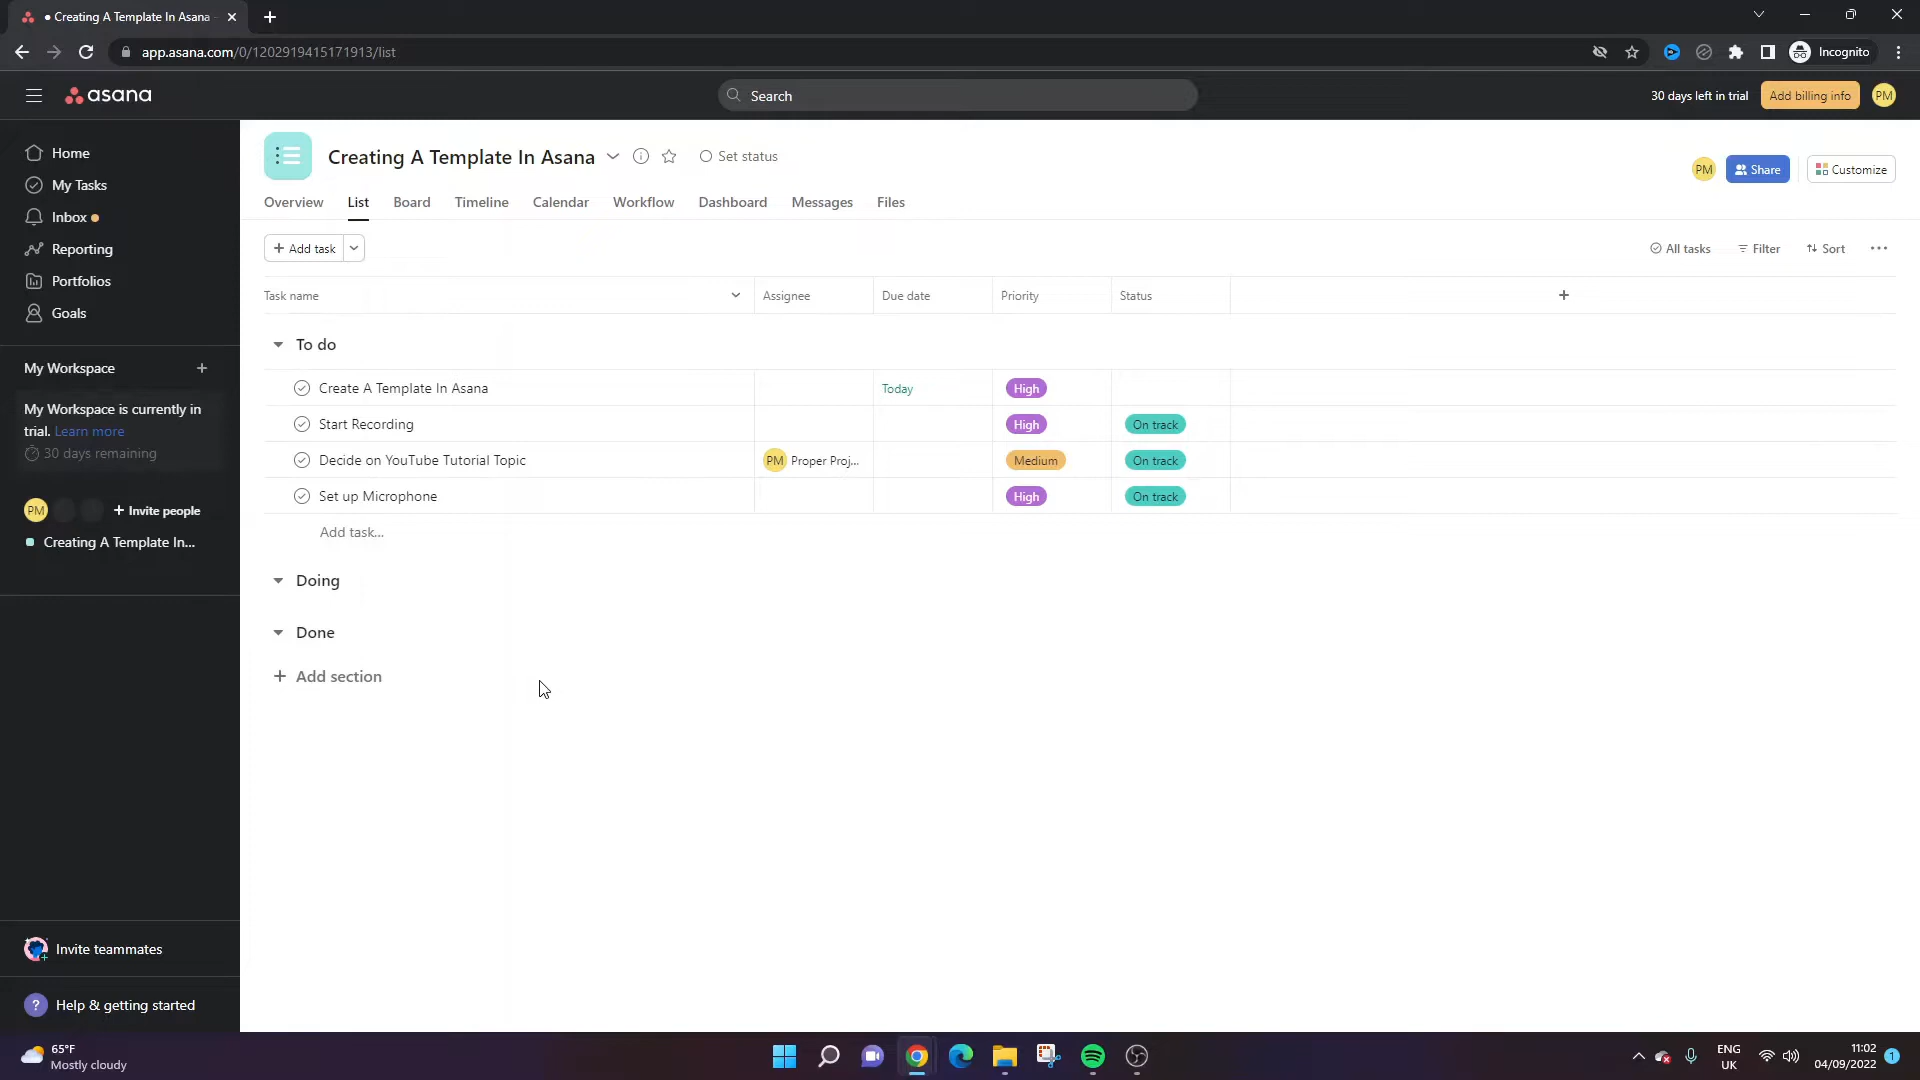 Creating A Template In Asana
app.asana.com/0/1202919415171913/list
Incognito
asana
Search
30 days left in trial
Add billing info
PM
Home
My Tasks
Inbox
Reporting
Portfolios
Goals
My Workspace
My Workspace is currently in
trial. Learn more
30 days remaining
PM
Invite people
Creating A Template In...
Invite teammates
? Help & getting started
Creating A Template In Asana
Set status
PM
Share
Customize
Overview
List
Board
Timeline
Calendar
Workflow
Dashboard
Messages
Files
+ Add task
All tasks
Filter
Sort
Task name
Assignee
Due date
Priority
Status
To do
Create A Template In Asana
Today
High
Start Recording
High
On track
Decide on YouTube Tutorial Topic
PM Proper Proj...
Medium
On track
Set up Microphone
High
On track
Add task...
Doing
Done
+ Add section
65°F
Mostly cloudy
ENG
UK
11:02
04/09/2022
1